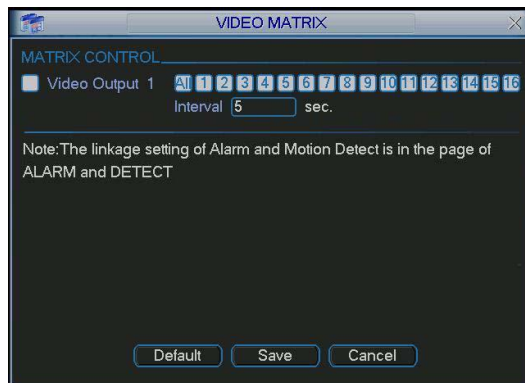 VIDEO MATRIX
MATRIX CONTROL
Video Output 1 All 1 2 3 4 5 6 7 8 9 10 11 12 13 14 15 16
Interval 5 sec.
Note:The linkage setting of Alarm and Motion Detect is in the page of
ALARM and DETECT
Default Save Cancel